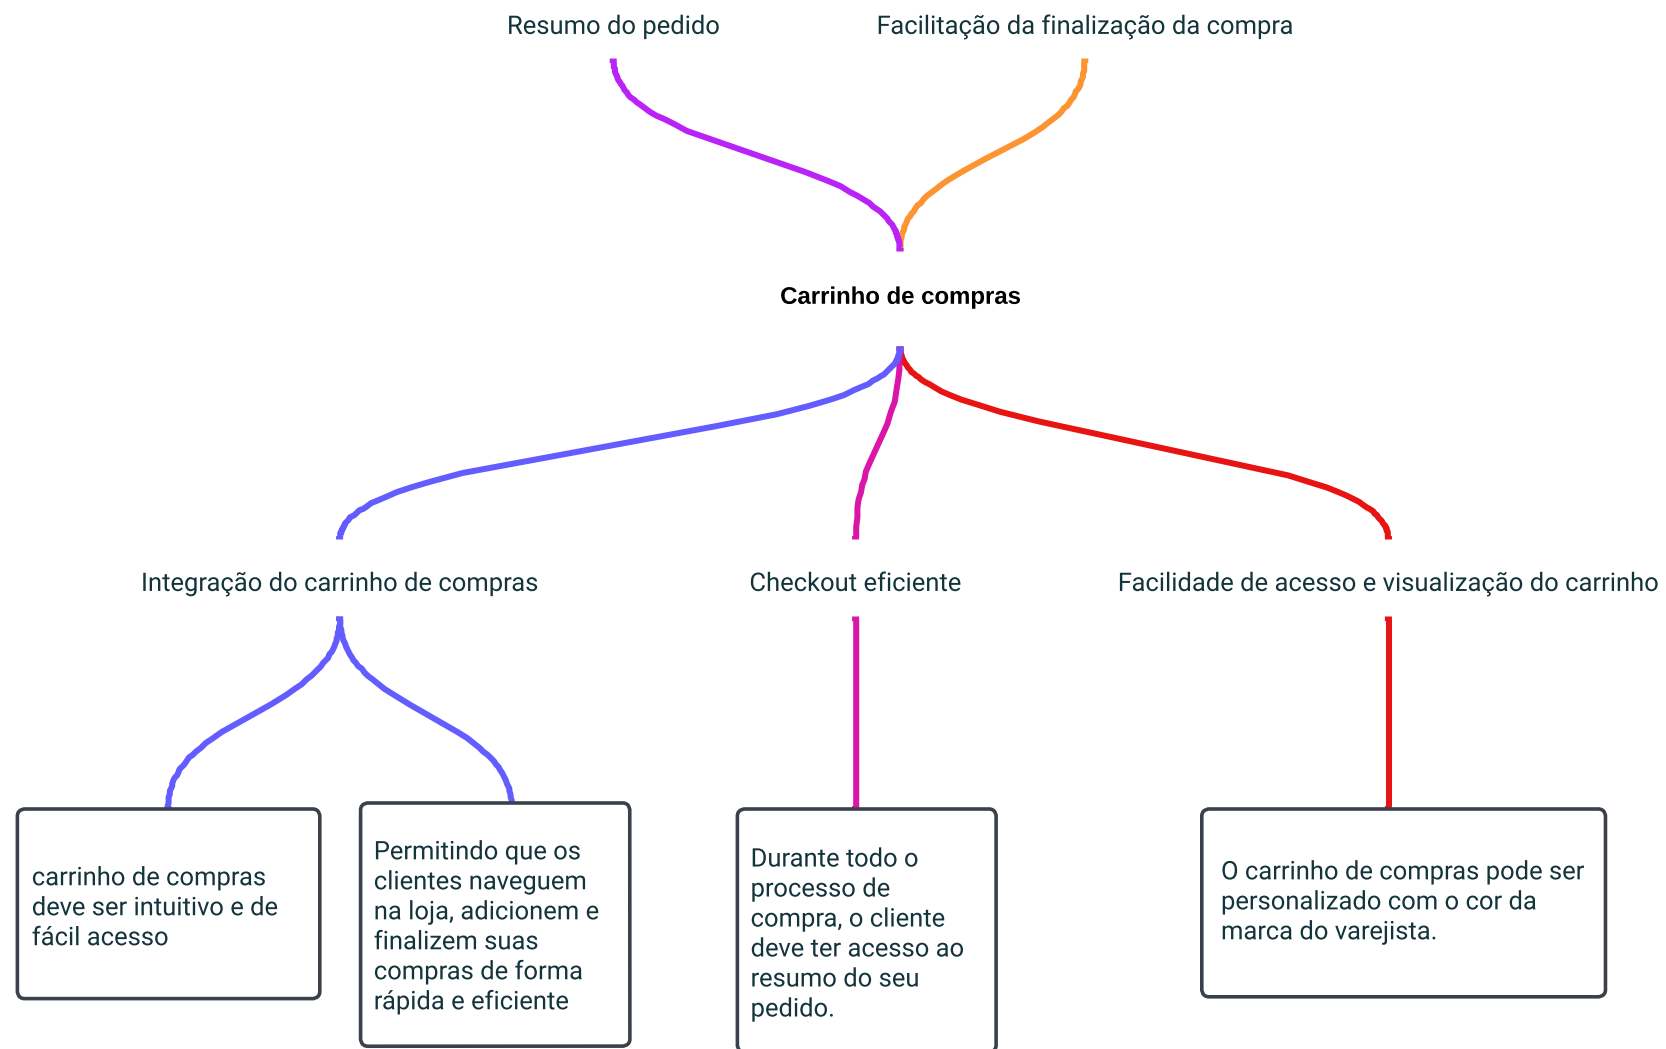 Resumo do pedido
Facilitação da finalização da compra
Carrinho de compras
Integração do carrinho de compras
Checkout eficiente
Facilidade de acesso e visualização do carrinho
carrinho de compras
deve ser intuitivo e de
fácil acesso
Permitindo que os
clientes naveguem
na loja, adicionem e
finalizem suas
compras de forma
rápida e eficiente
Durante todo o
processo de
compra, o cliente
deve ter acesso ao
resumo do seu
pedido.
O carrinho de compras pode ser
personalizado com o cor da
marca do varejista.